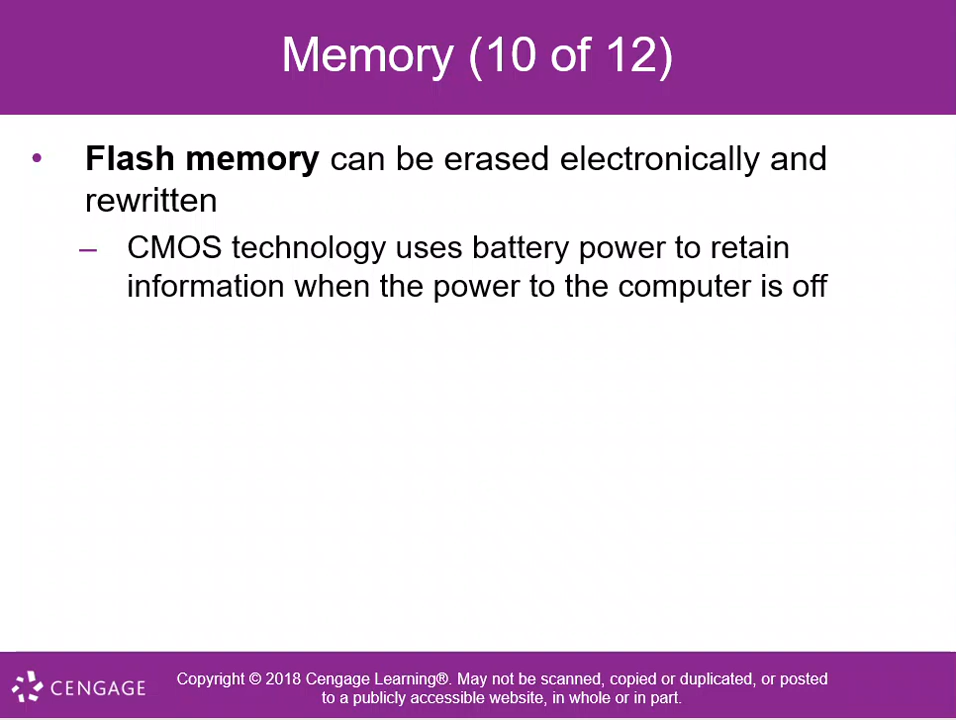 Memory (10 of 12)
• Flash memory can be erased electronically and
rewritten
– CMOS technology uses battery power to retain
information when the power to the computer is off
CENGAGE
Copyright © 2018 Cengage Learning®. May not be scanned, copied or duplicated, or posted
to a publicly accessible website, in whole or in part.